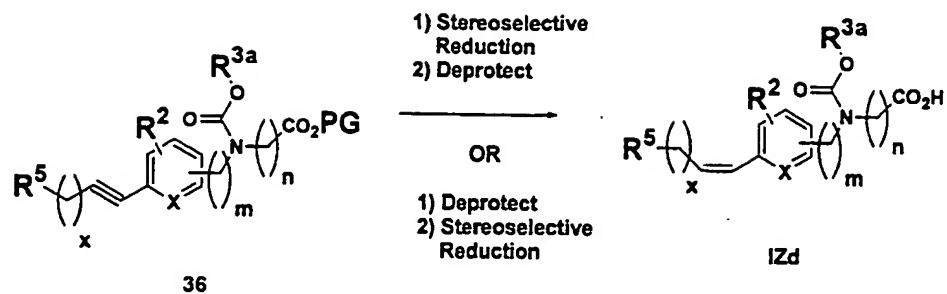 1) Stereoselective
Reduction
2) Deprotect
OR
1) Deprotect
2) Stereoselective
Reduction
R3a
O
O
N
CO2PG
R2
( )n
( )m
R5
( )x
X
36
R3a
O
O
N
CO2H
R2
( )n
( )m
R5
( )x
X
IZd